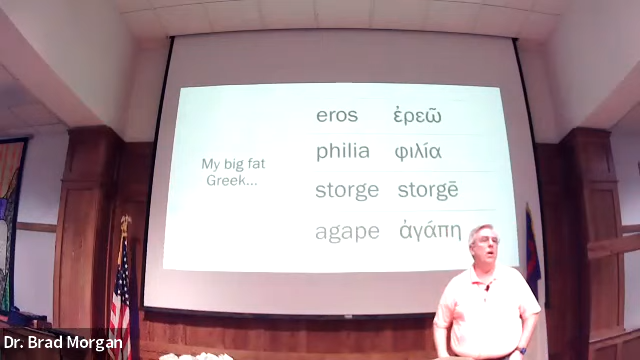 My big fat
Greek...
eros ἐρεῶ
philia φιλία
storge storgē
agape ἀγάπη
Dr. Brad Morgan